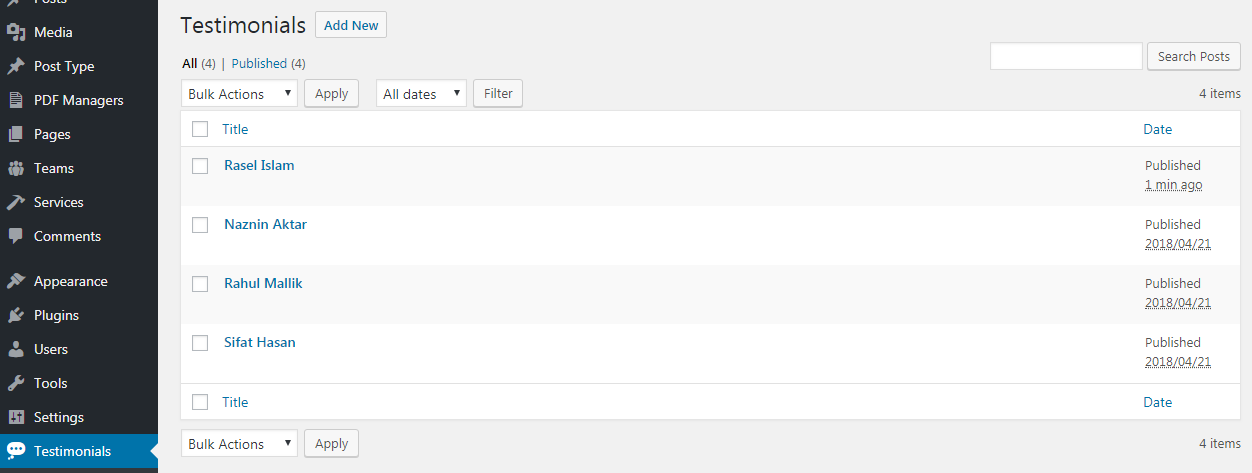 Posts
Media
Post Type
PDF Managers
Pages
Teams
Services
Comments
Appearance
Plugins
Users
Tools
Settings
Testimonials
Testimonials Add New
All (4) | Published (4)
Search Posts
Bulk Actions Apply All dates Filter 4 items
Title Date
Rasel Islam Published
1 min ago
Naznin Aktar Published
2018/04/21
Rahul Mallik Published
2018/04/21
Sifat Hasan Published
2018/04/21
Title Date
Bulk Actions Apply 4 items